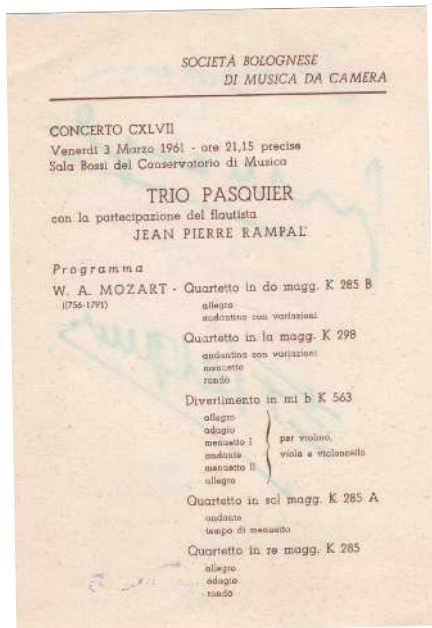 SOCIETÀ BOLOGNESE
DI MUSICA DA CAMERA
CONCERTO CXLVII
Venerdì 3 Marzo 1961 - ore 21,15 precise
Sala Bossi del Conservatorio di Musica
TRIO PASQUIER
con la partecipazione del flautista
JEAN PIERRE RAMPAL
Programma
W. A. MOZART - Quartetto in do magg. K 285 B
(1756-1791)
allegro
andantino con variazioni
Quartetto in la magg. K 298
andantino con variazioni
menuetto
rondò
Divertimento in mi b K 563
allegro
adagio
menuetto I
andante
menuetto II
allegro
per violino,
viola e violoncello
Quartetto in sol magg. K 285 A
andante
tempo di menuetto
Quartetto in re magg. K 285
allegro
adagio
rondò